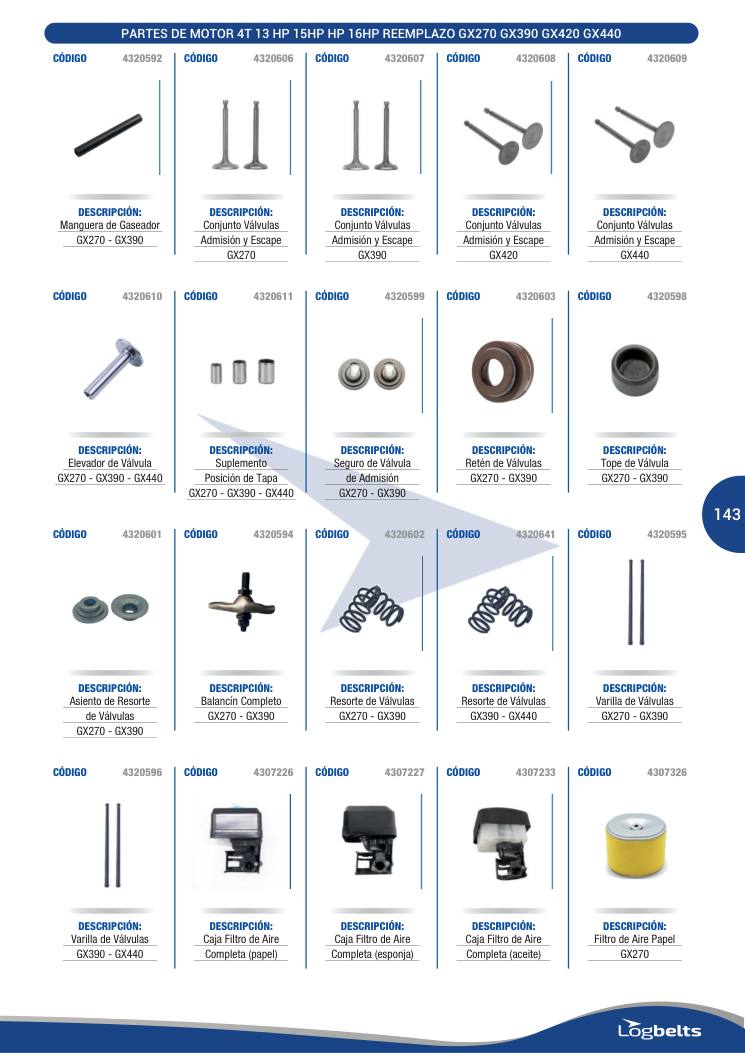 PARTES DE MOTOR 4T 13 HP 15HP HP 16HP REEMPLAZO GX270 GX390 GX420 GX440
CÓDIGO 4320592
DESCRIPCIÓN:
Manguera de Gaseador
GX270 - GX390
CÓDIGO 4320606
DESCRIPCIÓN:
Conjunto Válvulas
Admisión y Escape
GX270
CÓDIGO 4320607
DESCRIPCIÓN:
Conjunto Válvulas
Admisión y Escape
GX390
CÓDIGO 4320608
DESCRIPCIÓN:
Conjunto Válvulas
Admisión y Escape
GX420
CÓDIGO 4320609
DESCRIPCIÓN:
Conjunto Válvulas
Admisión y Escape
GX440
CÓDIGO 4320610
DESCRIPCIÓN:
Elevador de Válvula
GX270 - GX390 - GX440
CÓDIGO 4320611
DESCRIPCIÓN:
Suplemento
Posición de Tapa
GX270 - GX390 - GX440
CÓDIGO 4320599
DESCRIPCIÓN:
Seguro de Válvula
de Admisión
GX270 - GX390
CÓDIGO 4320603
DESCRIPCIÓN:
Retén de Válvulas
GX270 - GX390
CÓDIGO 4320598
DESCRIPCIÓN:
Tope de Válvula
GX270 - GX390
143
CÓDIGO 4320601
DESCRIPCIÓN:
Asiento de Resorte
de Válvulas
GX270 - GX390
CÓDIGO 4320594
DESCRIPCIÓN:
Balancín Completo
GX270 - GX390
CÓDIGO 4320602
DESCRIPCIÓN:
Resorte de Válvulas
GX270 - GX390
CÓDIGO 4320641
DESCRIPCIÓN:
Resorte de Válvulas
GX390 - GX440
CÓDIGO 4320595
DESCRIPCIÓN:
Varilla de Válvulas
GX270 - GX390
CÓDIGO 4320596
DESCRIPCIÓN:
Varilla de Válvulas
GX390 - GX440
CÓDIGO 4307226
DESCRIPCIÓN:
Caja Filtro de Aire
Completa (papel)
CÓDIGO 4307227
DESCRIPCIÓN:
Caja Filtro de Aire
Completa (esponja)
CÓDIGO 4307233
DESCRIPCIÓN:
Caja Filtro de Aire
Completa (aceite)
CÓDIGO 4307326
DESCRIPCIÓN:
Filtro de Aire Papel
GX270
Logbelts